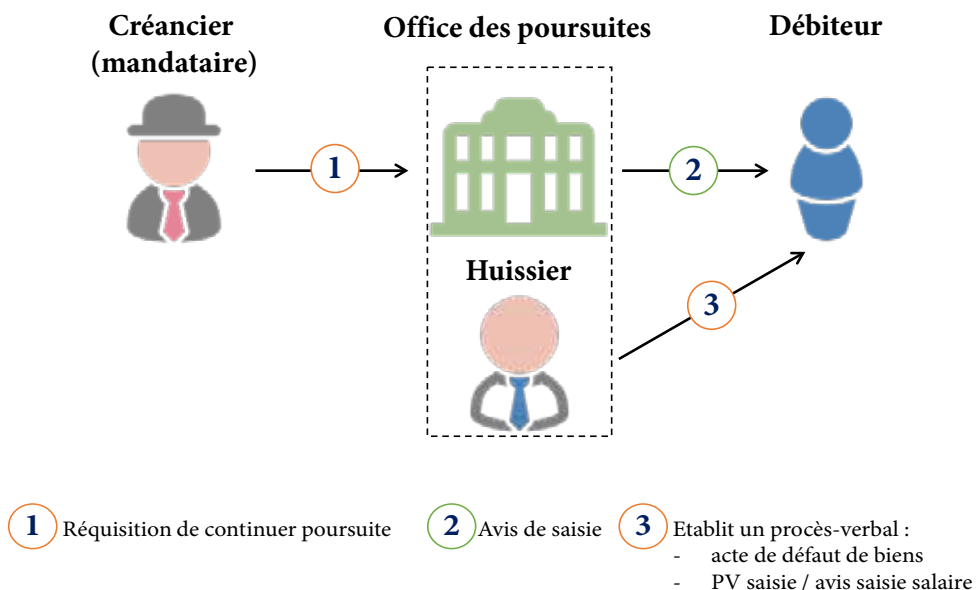 Créancier
(mandataire)
Office des poursuites
Débiteur
1
2
Huissier
3
1 Réquisition de continuer poursuite
2 Avis de saisie
3 Etablit un procès-verbal :
- acte de défaut de biens
- PV saisie / avis saisie salaire